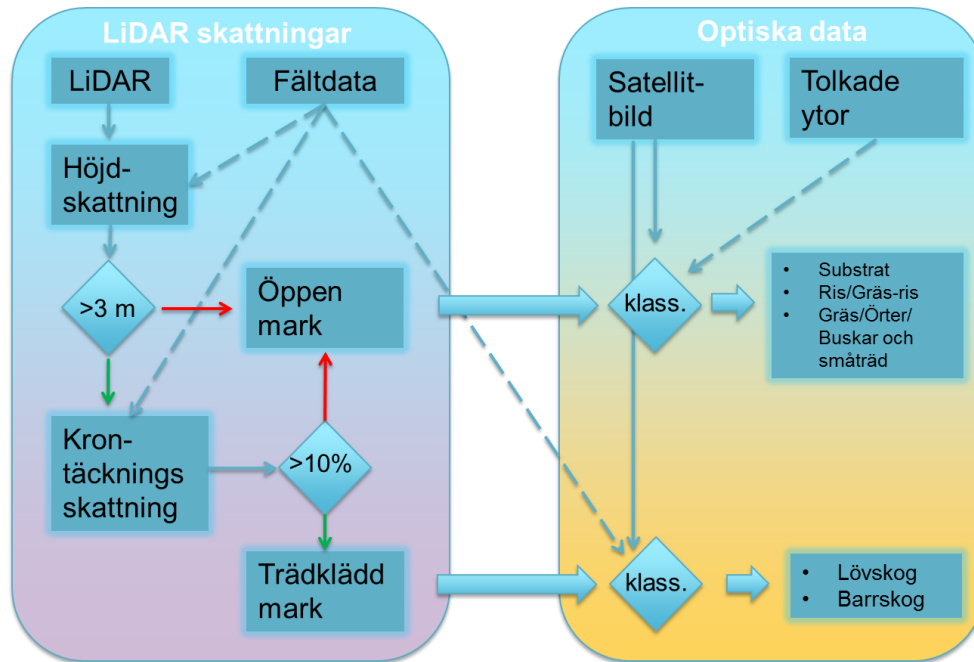 LiDAR skattningar
LiDAR
Fältdata
Höjd-
skattning
>3 m
Öppen
mark
Kron-
täcknings
skattning
>10%
Trädklädd
mark
Optiska data
Satellit-
bild
Tolkade
ytor
klass.
• Substrat
• Ris/Gräs-ris
• Gräs/Örter/
Buskar och
småträd
klass.
• Lövskog
• Barrskog